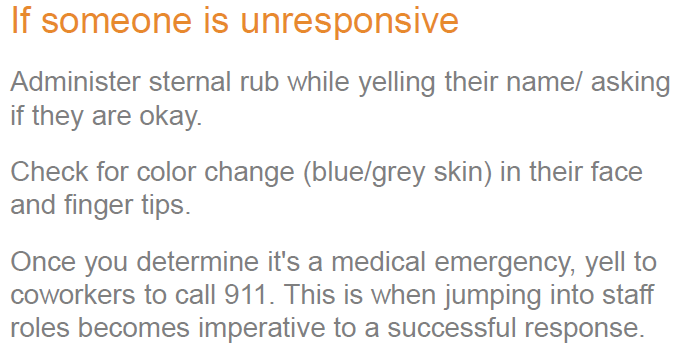 If someone is unresponsive
Administer sternal rub while yelling their name/ asking
if they are okay.
Check for color change (blue/grey skin) in their face
and finger tips.
Once you determine it's a medical emergency, yell to
coworkers to call 911. This is when jumping into staff
roles becomes imperative to a successful response.